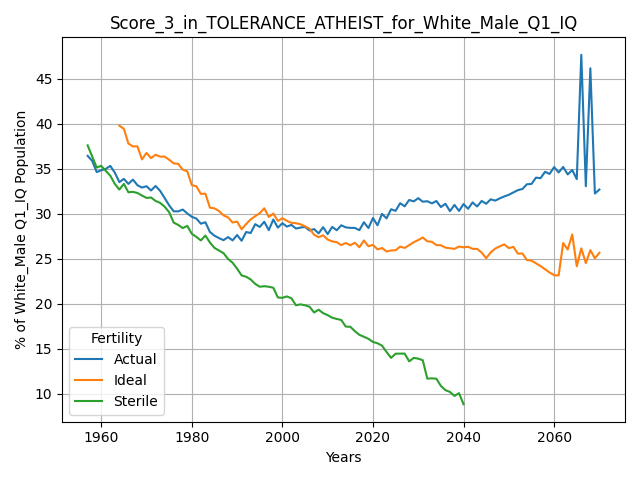 Score_3_in_TOLERANCE_ATHEIST_for_White_Male_Q1_IQ
% of White_Male Q1_IQ Population
45
40
35
30
25
20
15
10
Fertility
Actual
Ideal
Sterile
1960 1980 2000 2020 2040 2060
Years